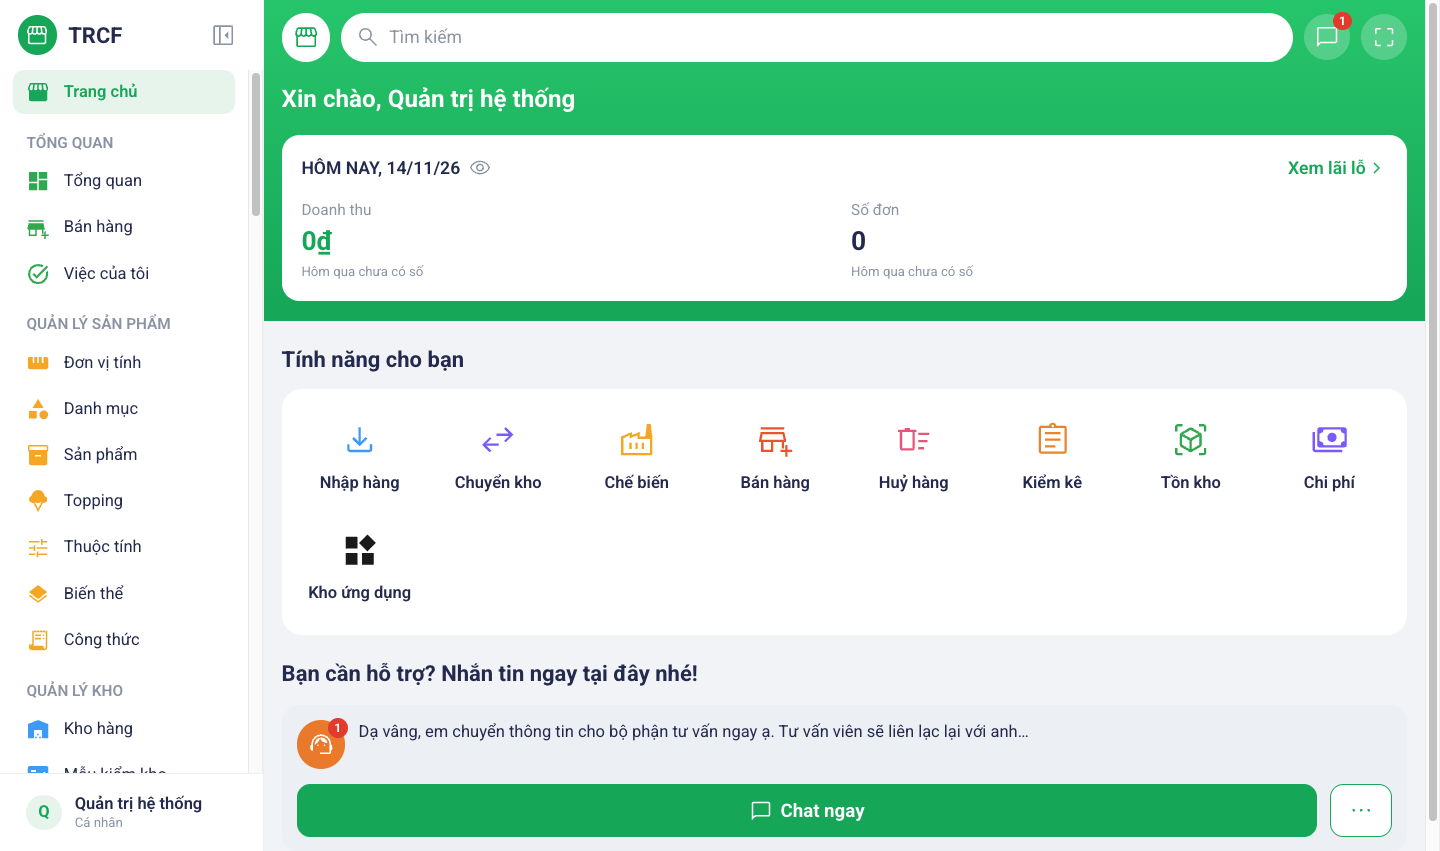 TRCF
Trang chủ
TỔNG QUAN
Tổng quan
Bán hàng
Việc của tôi
QUẢN LÝ SẢN PHẨM
Đơn vị tính
Danh mục
Sản phẩm
Topping
Thuộc tính
Biến thể
Công thức
QUẢN LÝ KHO
Kho hàng
Mẫu kiểm kho
Q
Quản trị hệ thống
Cá nhân
Tìm kiếm
1
Xin chào, Quản trị hệ thống
HÔM NAY, 14/11/26
Xem lãi lỗ
Doanh thu
0₫
Hôm qua chưa có số
Số đơn
0
Hôm qua chưa có số
Tính năng cho bạn
Nhập hàng
Chuyển kho
Chế biến
Bán hàng
Huỷ hàng
Kiểm kê
Tồn kho
Chi phí
Kho ứng dụng
Bạn cần hỗ trợ? Nhắn tin ngay tại đây nhé!
1
Dạ vâng, em chuyển thông tin cho bộ phận tư vấn ngay ạ. Tư vấn viên sẽ liên lạc lại với anh...
Chat ngay
...